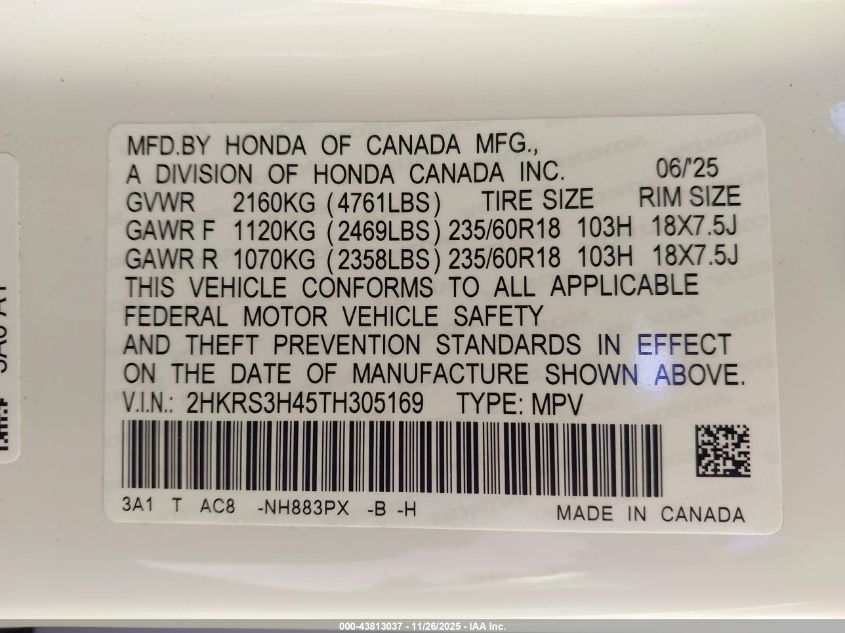 MFD.BY HONDA OF CANADA MFG.,
A DIVISION OF HONDA CANADA INC. 06/'25
GVWR 2160KG (4761LBS) TIRE SIZE RIM SIZE
GAWR F 1120KG (2469LBS) 235/60R18 103H 18X7.5J
GAWR R 1070KG (2358LBS) 235/60R18 103H 18X7.5J
THIS VEHICLE CONFORMS TO ALL APPLICABLE
FEDERAL MOTOR VEHICLE SAFETY
AND THEFT PREVENTION STANDARDS IN EFFECT
ON THE DATE OF MANUFACTURE SHOWN ABOVE.
V.I.N.: 2HKRS3H45TH305169 TYPE: MPV
3A1 T AC8 -NH883PX -B -H MADE IN CANADA
000-43813037 - 11/26/2025 - IAA Inc.